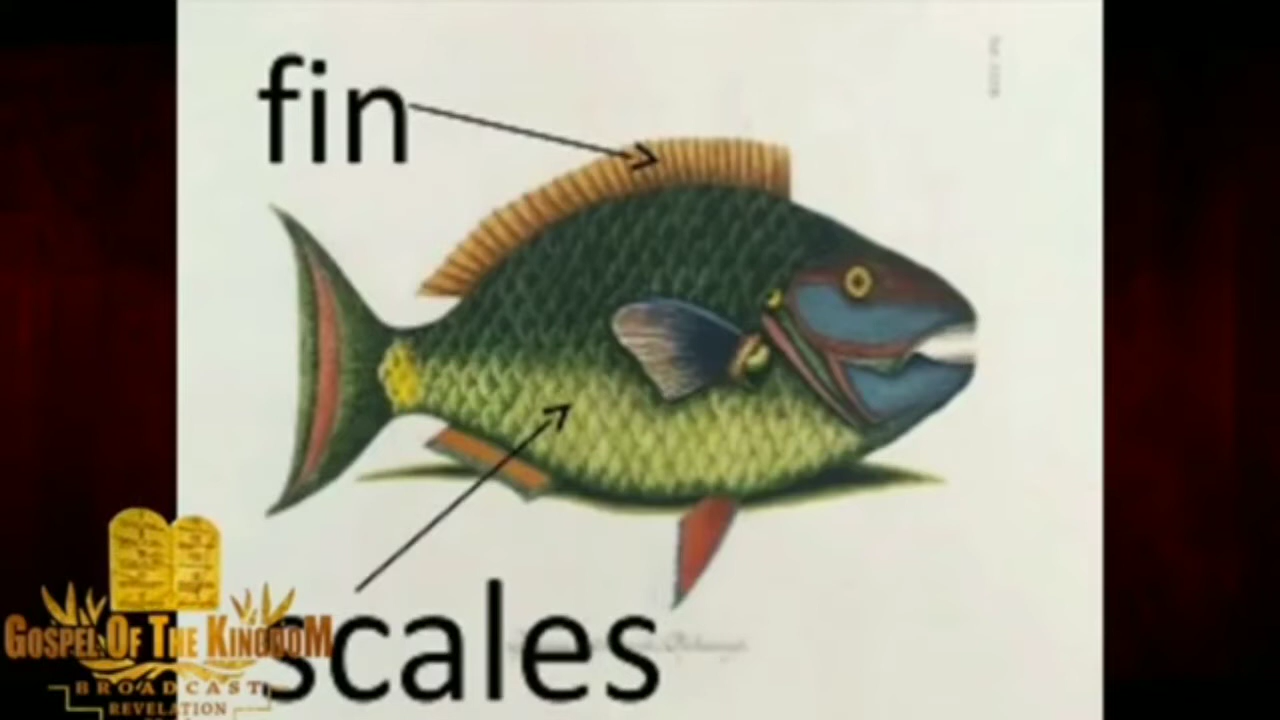 fin
scales
GOSPEL OF THE KINGDOM
BROADCAST
REVELATION